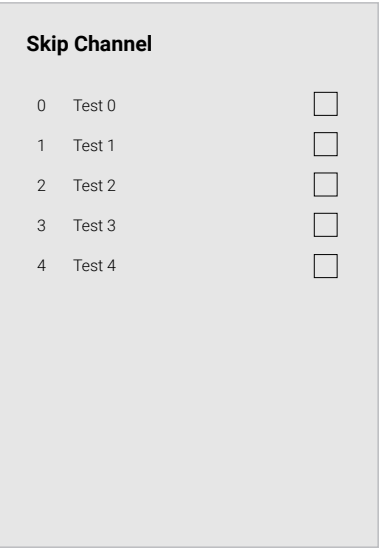 Skip Channel
0 Test 0
1 Test 1
2 Test 2
3 Test 3
4 Test 4